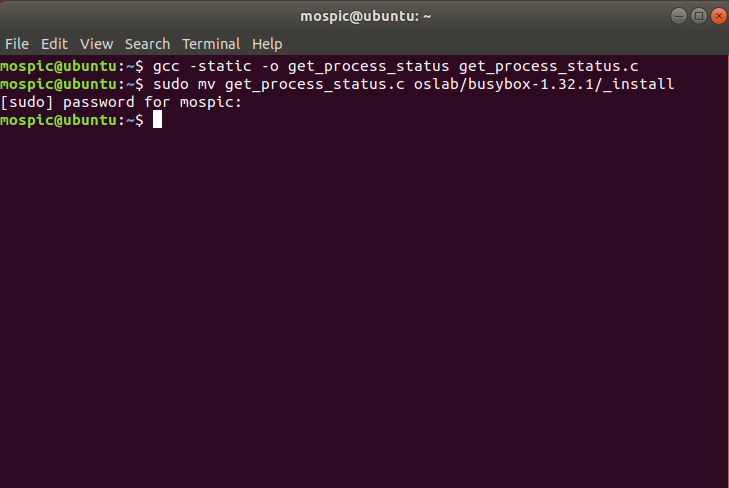 mospic@ubuntu: ~
File Edit View Search Terminal Help
mospic@ubuntu:~$ gcc -static -o get_process_status get_process_status.c
mospic@ubuntu:~$ sudo mv get_process_status.c oslab/busybox-1.32.1/_install
[sudo] password for mospic:
mospic@ubuntu:~$